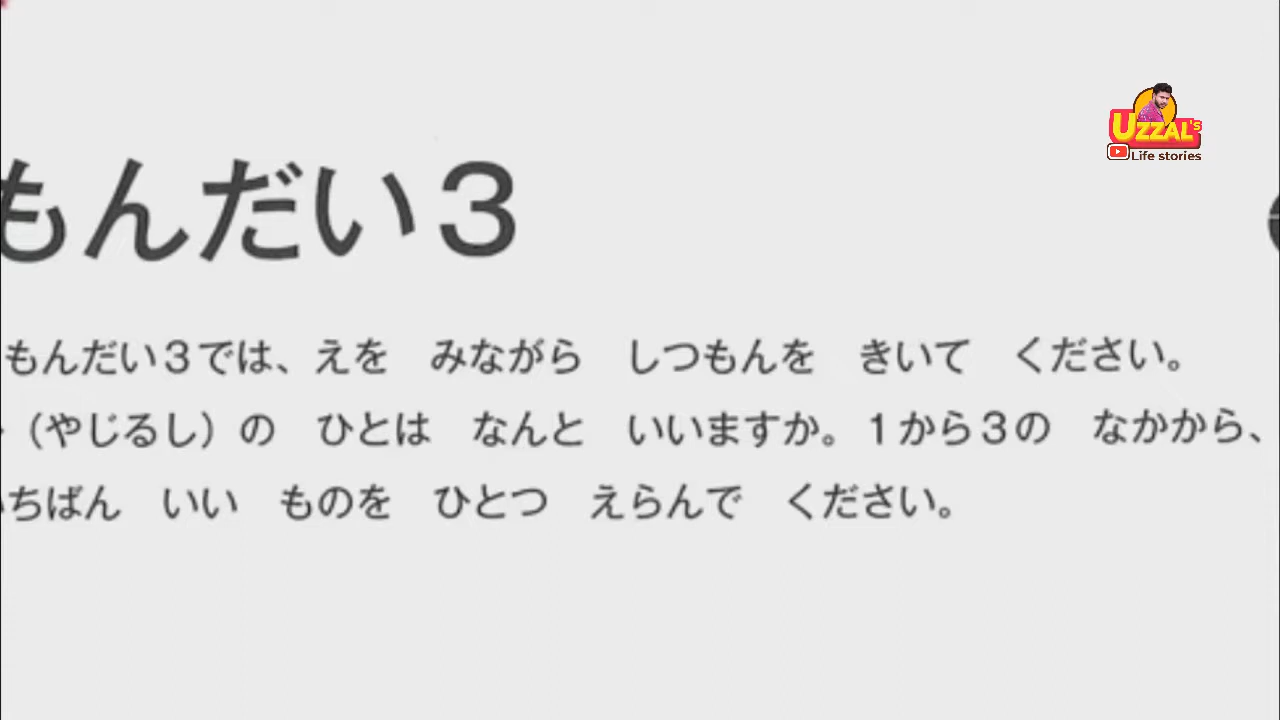 UZZAL'S
Life stories
もんだい3
もんだい3では、えを みながら しつもんを きいて ください。
(やじるし)の ひとは なんと いいますか。1から3の なかから、
ちばん いい ものを ひとつ えらんで ください。